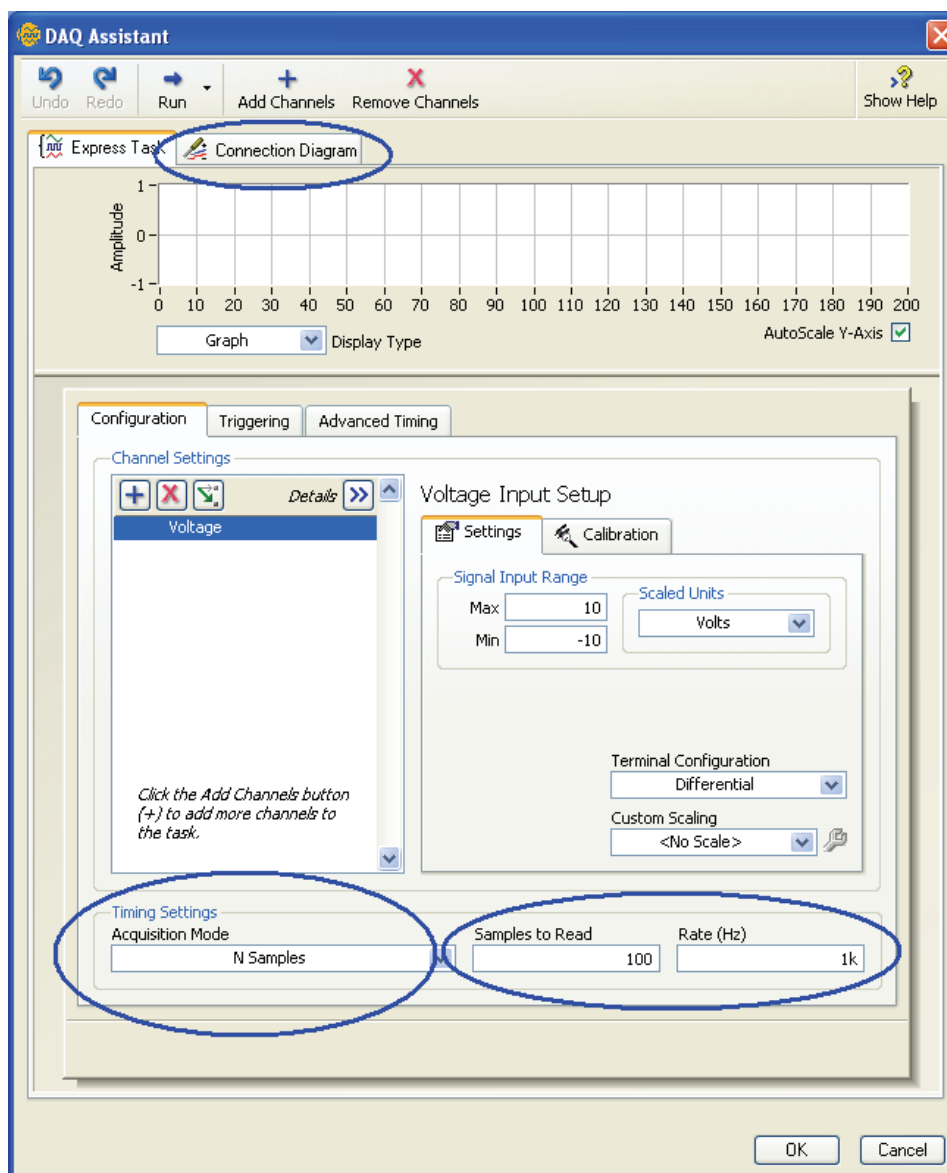 DAQ Assistant
Undo Redo Run Add Channels Remove Channels Show Help
Express Task Connection Diagram
1
0
-1
Amplitude
0 10 20 30 40 50 60 70 80 90 100 110 120 130 140 150 160 170 180 190 200
Graph Display Type AutoScale Y-Axis
Configuration Triggering Advanced Timing
Channel Settings
Details
Voltage
Click the Add Channels button
(+) to add more channels to
the task.
Voltage Input Setup
Settings Calibration
Signal Input Range
Max 10
Min -10
Scaled Units
Volts
Terminal Configuration
Differential
Custom Scaling
<No Scale>
Timing Settings
Acquisition Mode Samples to Read Rate (Hz)
N Samples 100 1k
OK Cancel